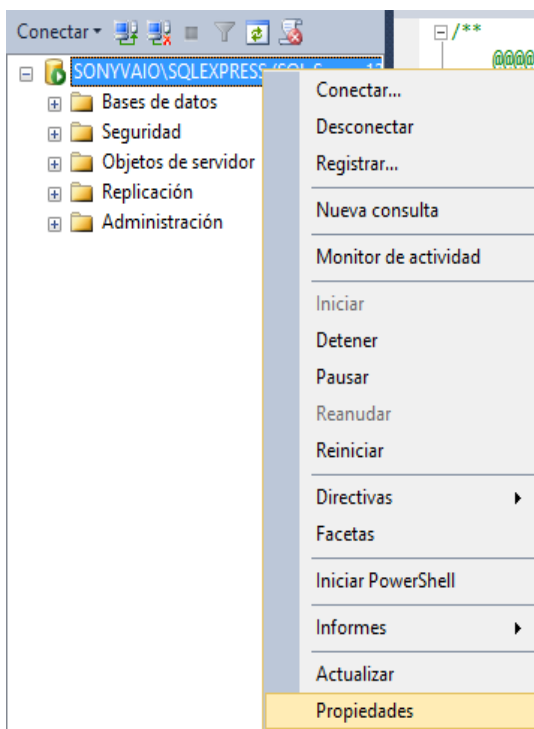 Conectar
SONYVAIO\SQLEXPRESS (SQL S
Bases de datos
Seguridad
Objetos de servidor
Replicación
Administración
/**
@@@@
Conectar...
Desconectar
Registrar...
Nueva consulta
Monitor de actividad
Iniciar
Detener
Pausar
Reanudar
Reiniciar
Directivas
Facetas
Iniciar PowerShell
Informes
Actualizar
Propiedades